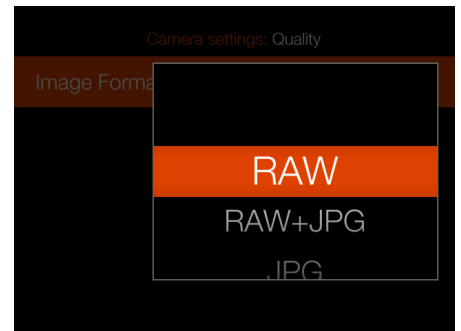 Camera settings: Quality
Image Forma
RAW
RAW+JPG
JPG